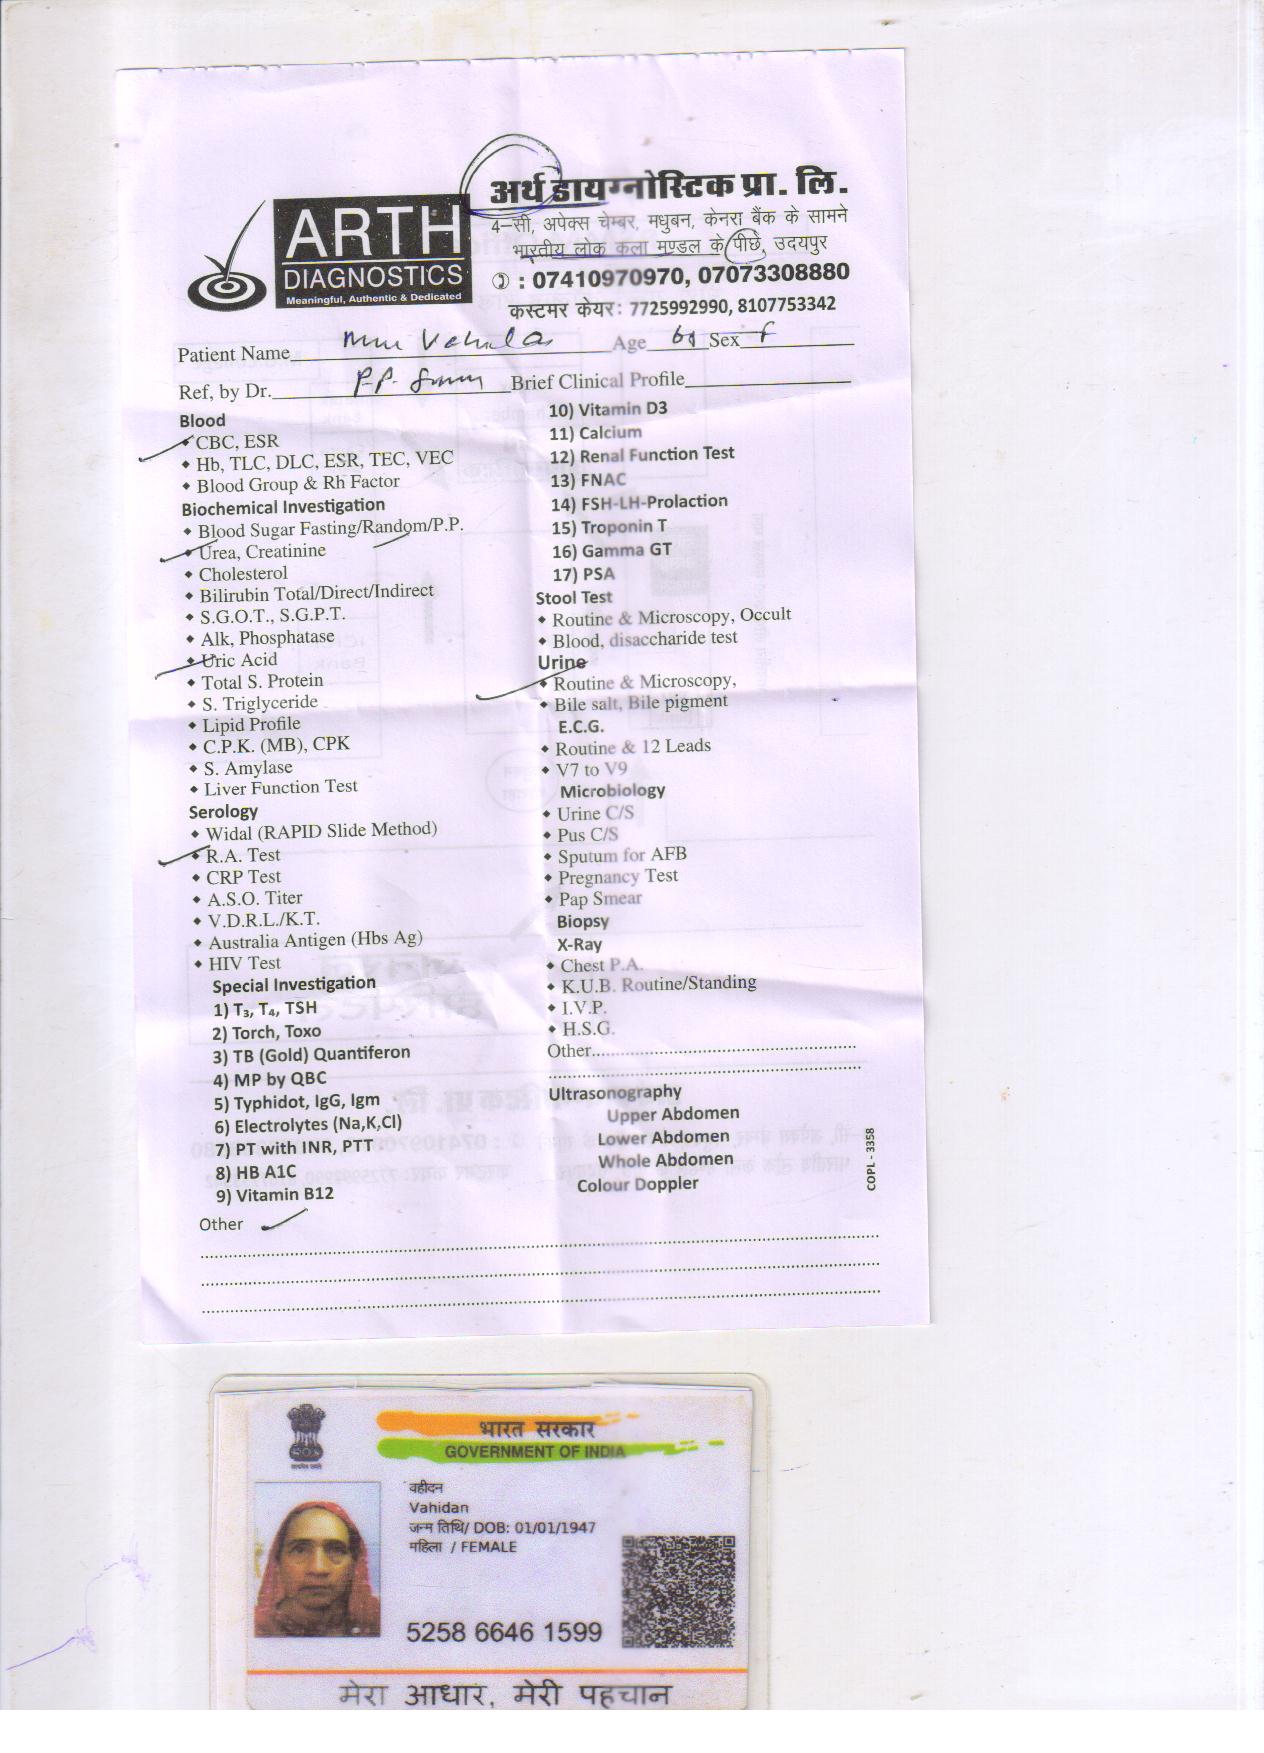 अर्थ डायग्नोस्टिक प्रा. लि.
ARTH
DIAGNOSTICS
Meaningful, Authentic & Dedicated
4-सी, अपेक्स चेम्बर, मधुबन, केनरा बैंक के सामने
भारतीय लोक कला मण्डल के पीछे, उदयपुर
: 07410970970, 07073308880
कस्टमर केयर: 7725992990, 8107753342
Patient Name Age Sex F
Ref, by Dr. P.P. Brief Clinical Profile
Blood
CBC, ESR
Hb, TLC, DLC, ESR, TEC, VEC
Blood Group & Rh Factor
Biochemical Investigation
Blood Sugar Fasting/Random/P.P.
Urea, Creatinine
Cholesterol
Bilirubin Total/Direct/Indirect
S.G.O.T., S.G.P.T.
Alk, Phosphatase
Uric Acid
Total S. Protein
S. Triglyceride
Lipid Profile
C.P.K. (MB), CPK
S. Amylase
Liver Function Test
Serology
Widal (RAPID Slide Method)
R.A. Test
CRP Test
A.S.O. Titer
V.D.R.L./K.T.
Australia Antigen (Hbs Ag)
HIV Test
Special Investigation
1) T₃, T₄, TSH
2) Torch, Toxo
3) TB (Gold) Quantiferon
4) MP by QBC
5) Typhidot, IgG, Igm
6) Electrolytes (Na,K,Cl)
7) PT with INR, PTT
8) HB A1C
9) Vitamin B12
Other
10) Vitamin D3
11) Calcium
12) Renal Function Test
13) FNAC
14) FSH-LH-Prolaction
15) Troponin T
16) Gamma GT
17) PSA
Stool Test
Routine & Microscopy, Occult
Blood, disaccharide test
Urine
Routine & Microscopy,
Bile salt, Bile pigment
E.C.G.
Routine & 12 Leads
V7 to V9
Microbiology
Urine C/S
Pus C/S
Sputum for AFB
Pregnancy Test
Pap Smear
Biopsy
X-Ray
Chest P.A.
K.U.B. Routine/Standing
I.V.P.
H.S.G.
Other
Ultrasonography
Upper Abdomen
Lower Abdomen
Whole Abdomen
Colour Doppler
COPL - 3358
भारत सरकार
GOVERNMENT OF INDIA
वहीदन
Vahidan
जन्म तिथि/ DOB: 01/01/1947
महिला / FEMALE
5258 6646 1599
मेरा आधार, मेरी पहचान